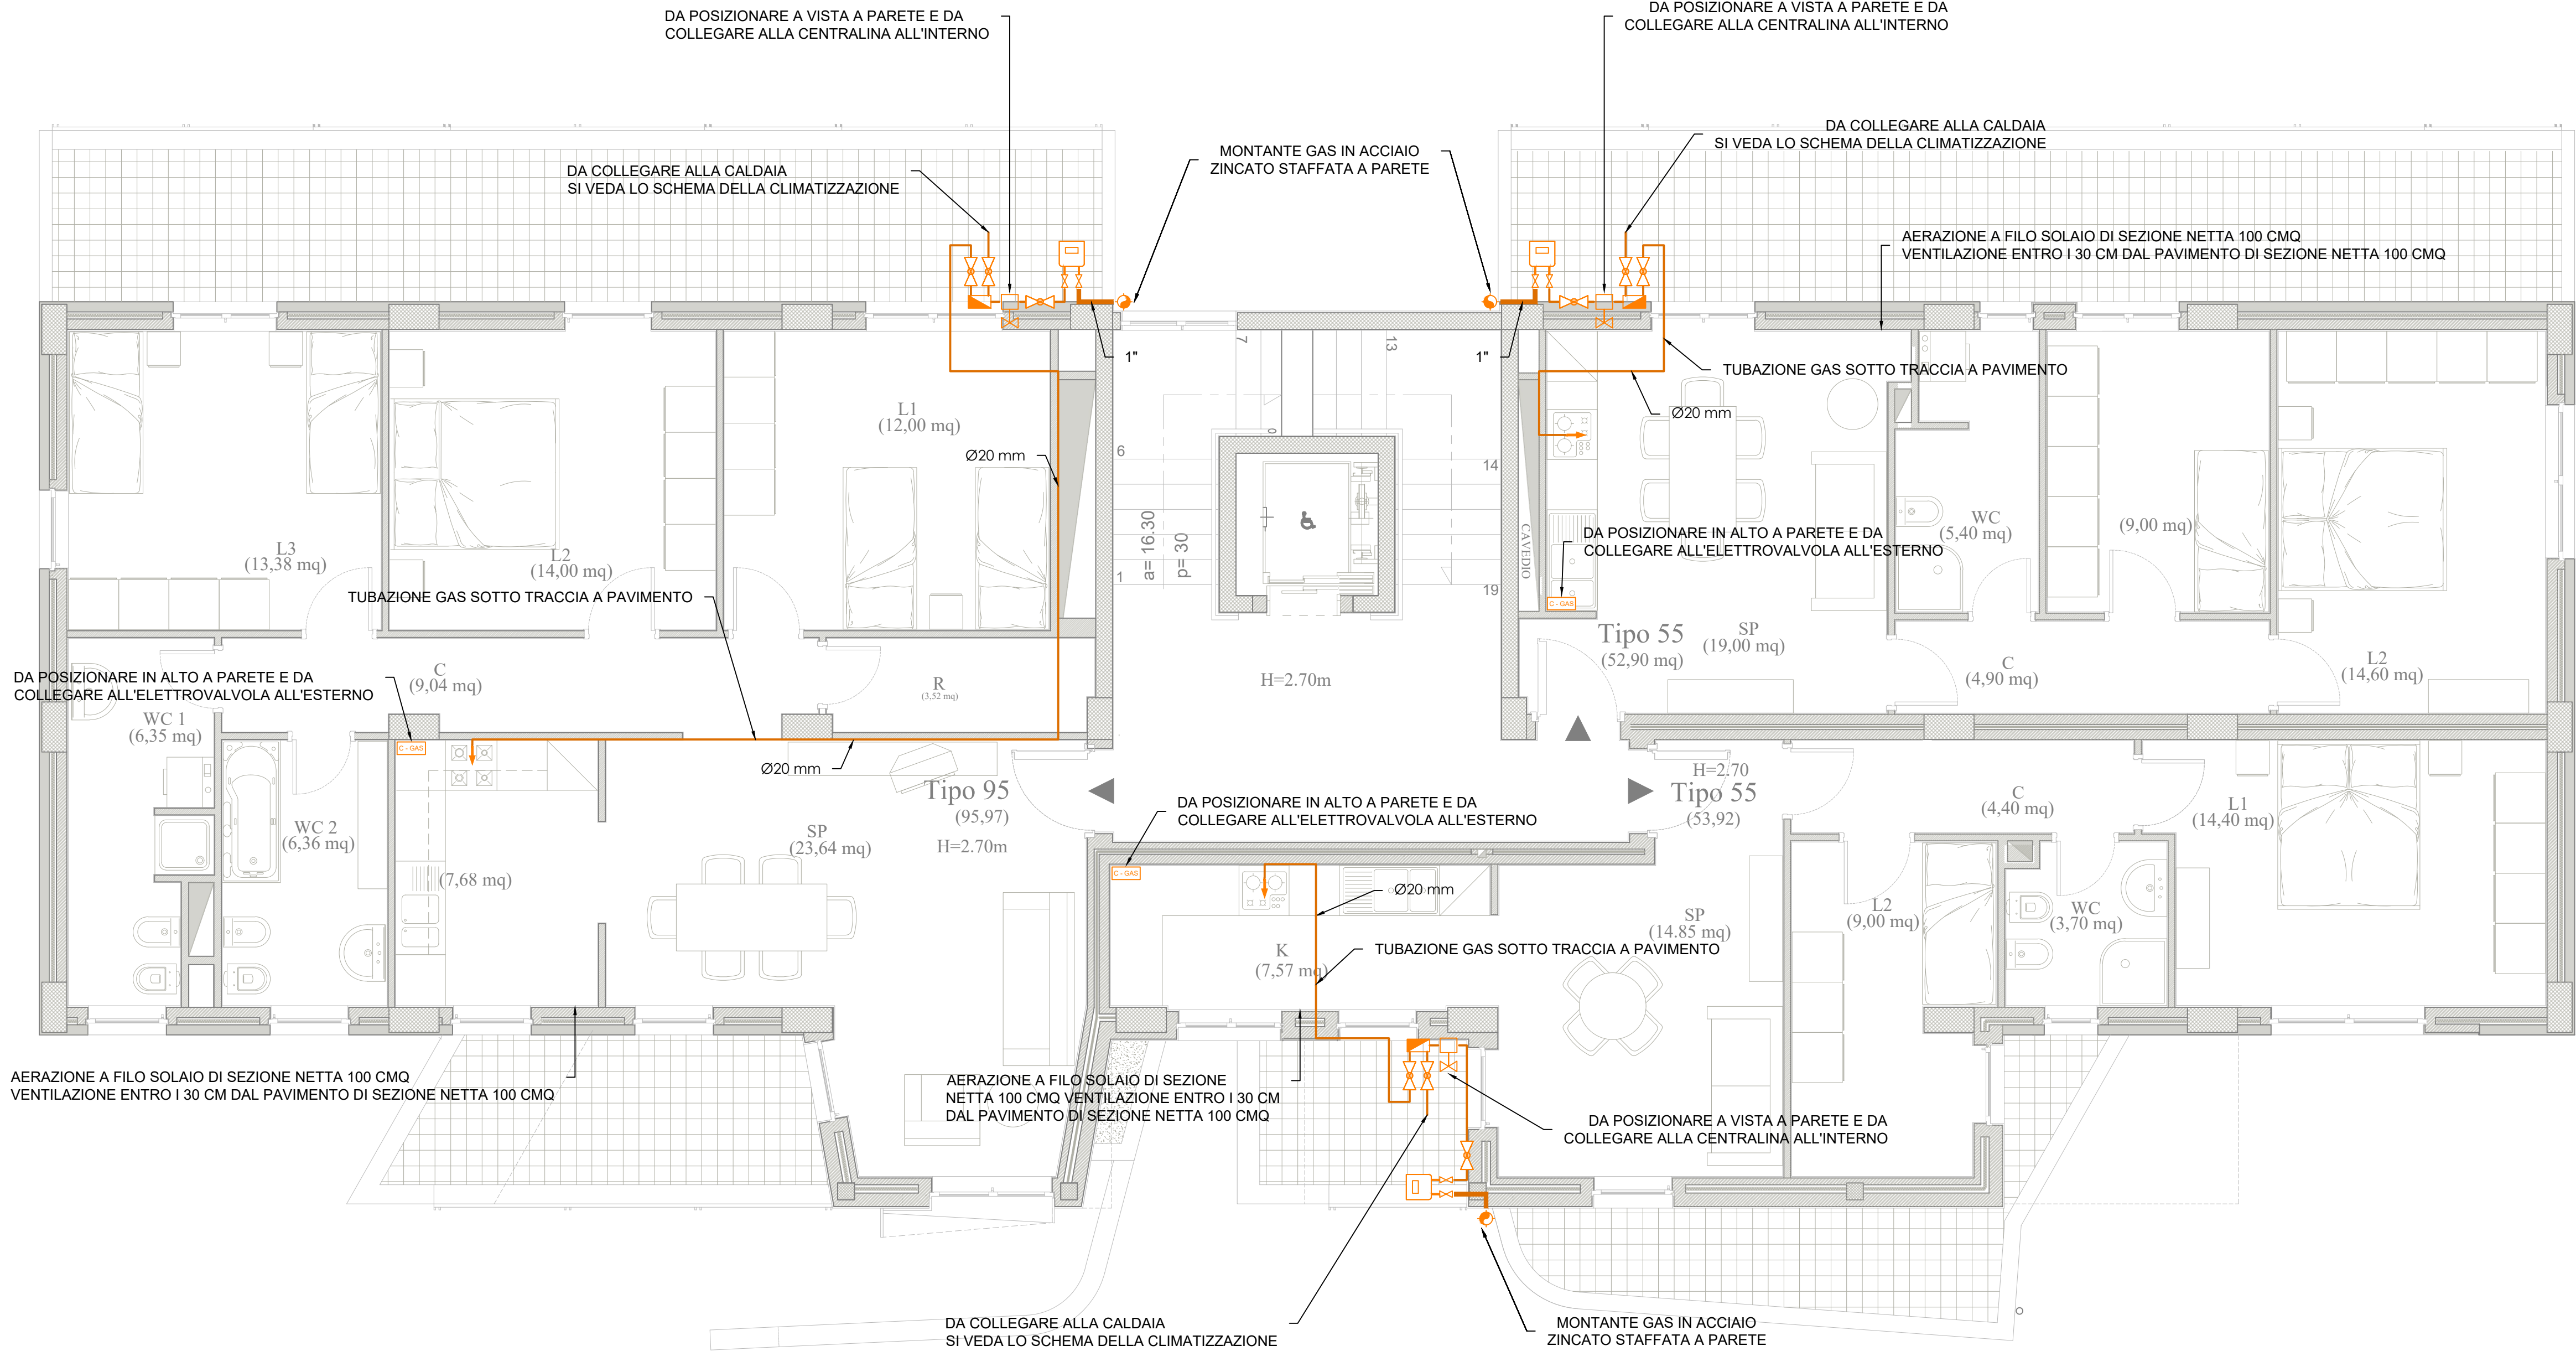 DA POSIZIONARE A VISTA A PARETE E DA
COLLEGARE ALLA CENTRALINA ALL'INTERNO
DA POSIZIONARE A VISTA A PARETE E DA
COLLEGARE ALLA CENTRALINA ALL'INTERNO
DA COLLEGARE ALLA CALDAIA
SI VEDA LO SCHEMA DELLA CLIMATIZZAZIONE
MONTANTE GAS IN ACCIAIO
ZINCATO STAFFATA A PARETE
DA COLLEGARE ALLA CALDAIA
SI VEDA LO SCHEMA DELLA CLIMATIZZAZIONE
AERAZIONE A FILO SOLAIO DI SEZIONE NETTA 100 CMQ
VENTILAZIONE ENTRO I 30 CM DAL PAVIMENTO DI SEZIONE NETTA 100 CMQ
1"
7
13
1"
TUBAZIONE GAS SOTTO TRACCIA A PAVIMENTO
Ø20 mm
L1
(12,00 mq)
Ø20 mm
0
6
14
a= 16.30
p= 30
1
19
CAVEDIO
L3
(13,38 mq)
L2
(14,00 mq)
TUBAZIONE GAS SOTTO TRACCIA A PAVIMENTO
DA POSIZIONARE IN ALTO A PARETE E DA
COLLEGARE ALL'ELETTROVALVOLA ALL'ESTERNO
C - GAS
WC
(5,40 mq)
(9,00 mq)
Tipo 55
(52,90 mq)
SP
(19,00 mq)
C
(4,90 mq)
L2
(14,60 mq)
H=2.70m
DA POSIZIONARE IN ALTO A PARETE E DA
COLLEGARE ALL'ELETTROVALVOLA ALL'ESTERNO
C
(9,04 mq)
R
(3,52 mq)
WC 1
(6,35 mq)
C - GAS
Ø20 mm
Tipo 95
(95,97)
H=2.70m
H=2.70
Tipo 55
(53,92)
C
(4,40 mq)
L1
(14,40 mq)
WC 2
(6,36 mq)
SP
(23,64 mq)
(7,68 mq)
DA POSIZIONARE IN ALTO A PARETE E DA
COLLEGARE ALL'ELETTROVALVOLA ALL'ESTERNO
C - GAS
Ø20 mm
K
(7,57 mq)
TUBAZIONE GAS SOTTO TRACCIA A PAVIMENTO
SP
(14.85 mq)
L2
(9,00 mq)
WC
(3,70 mq)
AERAZIONE A FILO SOLAIO DI SEZIONE NETTA 100 CMQ
VENTILAZIONE ENTRO I 30 CM DAL PAVIMENTO DI SEZIONE NETTA 100 CMQ
AERAZIONE A FILO SOLAIO DI SEZIONE
NETTA 100 CMQ VENTILAZIONE ENTRO I 30 CM
DAL PAVIMENTO DI SEZIONE NETTA 100 CMQ
DA POSIZIONARE A VISTA A PARETE E DA
COLLEGARE ALLA CENTRALINA ALL'INTERNO
DA COLLEGARE ALLA CALDAIA
SI VEDA LO SCHEMA DELLA CLIMATIZZAZIONE
MONTANTE GAS IN ACCIAIO
ZINCATO STAFFATA A PARETE